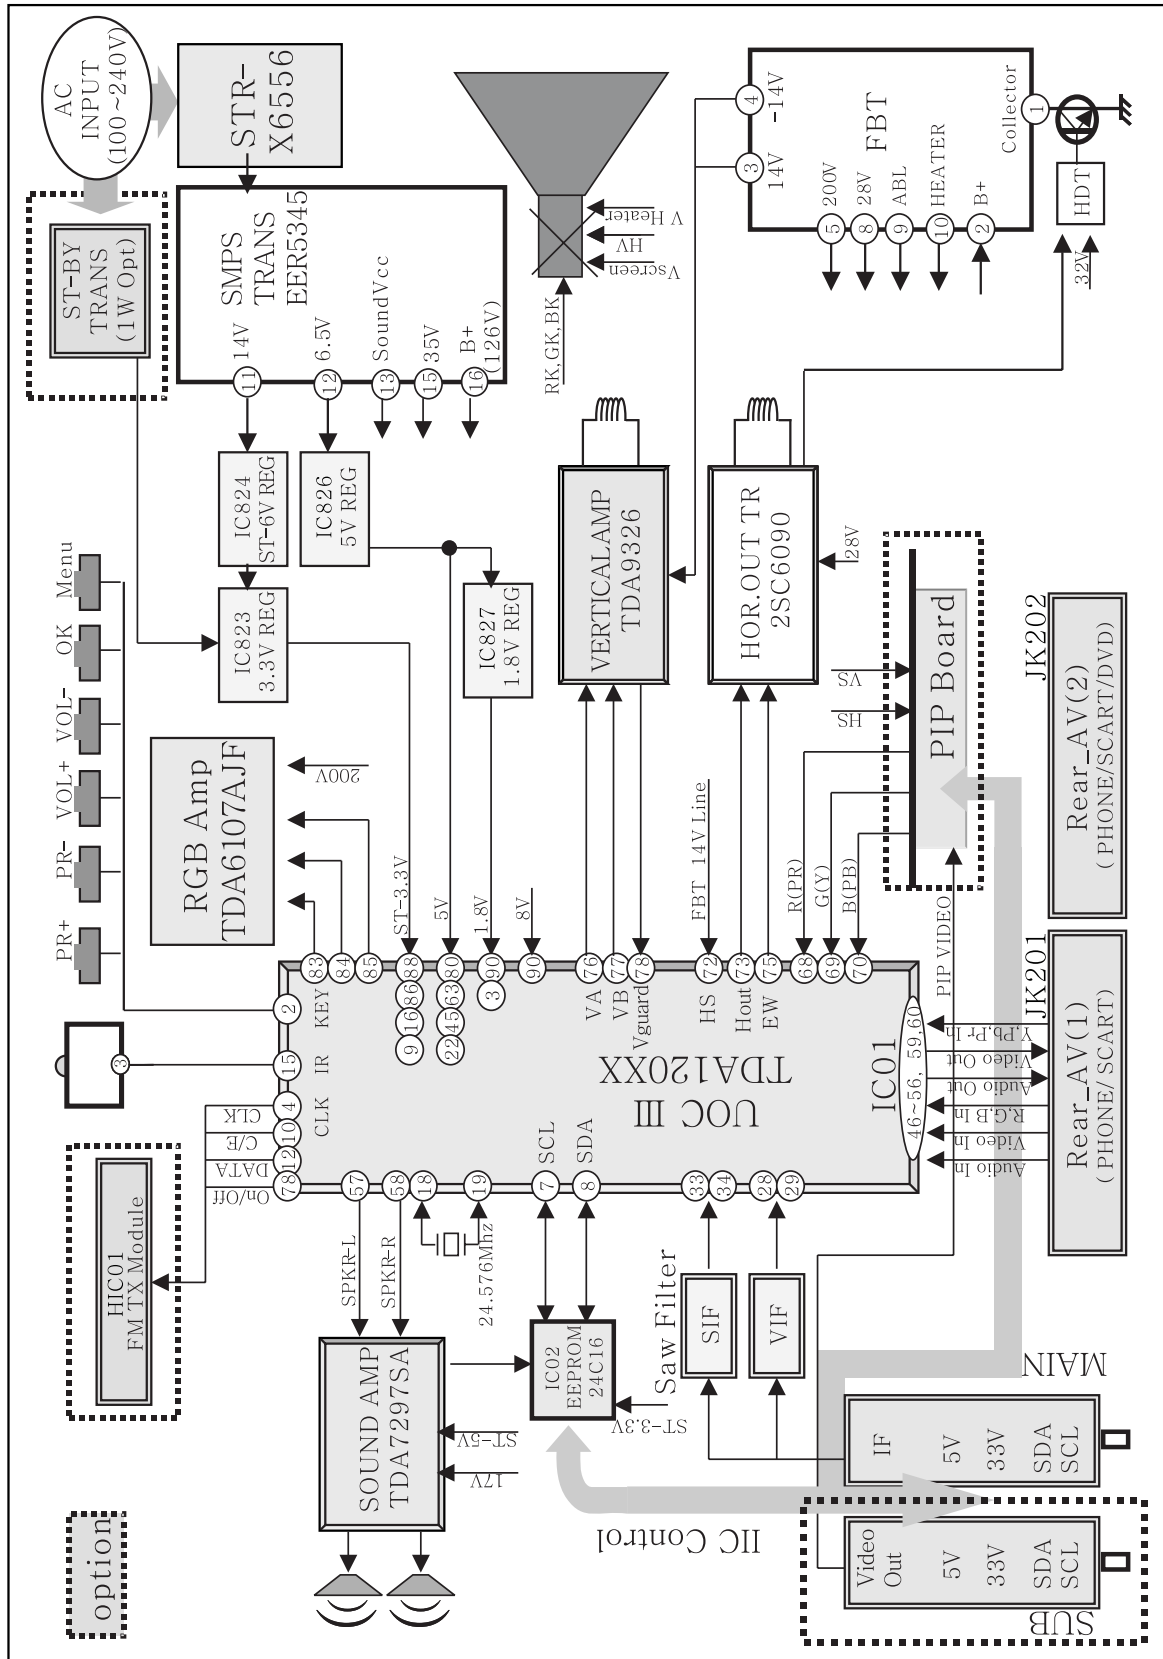 AC
INPUT
(100~240V)
STR-
X6556
ST-BY
TRANS
(1W Opt)
SMPS
TRANS
EER5345
14V
11
6.5V
12
SoundVcc
13
35V
15
B+
(126V)
16
IC824
ST-6V REG
IC826
5V REG
IC823
3.3V REG
IC827
1.8V REG
V Heater
HV
Vscreen
RK,GK,BK
FBT
-14V
4
14V
3
Collector
1
200V
5
28V
8
ABL
9
HEATER
10
B+
2
HDT
32V
VERTICALAMP
TDA9326
HOR.OUT TR
2SC6090
28V
Menu
OK
VOL-
VOL+
PR-
PR+
RGB Amp
TDA6107AJF
200V
ST-3.3V
5V
1.8V
8V
FBT 14V Line
R(PR)
G(Y)
B(PB)
VS
HS
PIP Board
PIP VIDEO
JK202
Rear_AV(2)
( PHONE/SCART/DVD)
JK201
Rear_AV(1)
( PHONE/ SCART)
83
84
85
88
86
16
9
80
63
45
22
90
3
90
76
77
78
72
73
75
68
69
70
VA
VB
Vguard
HS
Hout
EW
2
KEY
15
IR
3
4
CLK
10
12
78
CLK
C/E
DATA
On/Off
UOC III
TDA120XX
IC01
46~56, 59,60
Y,Pb,Pr In
Video Out
Audio Out
R,G,B In
Video In
Audio In
57
58
18
19
7
SCL
8
SDA
33
34
28
29
HIC01
FM TX Module
SPKR-L
SPKR-R
24.576Mhz
SOUND AMP
TDA7297SA
ST-5V
17V
IC02
EEPROM
24C16
ST-3.3V
Saw Filter
SIF
VIF
IIC Control
MAIN
IF
5V
33V
SDA
SCL
Video
Out
5V
33V
SDA
SCL
SUB
option